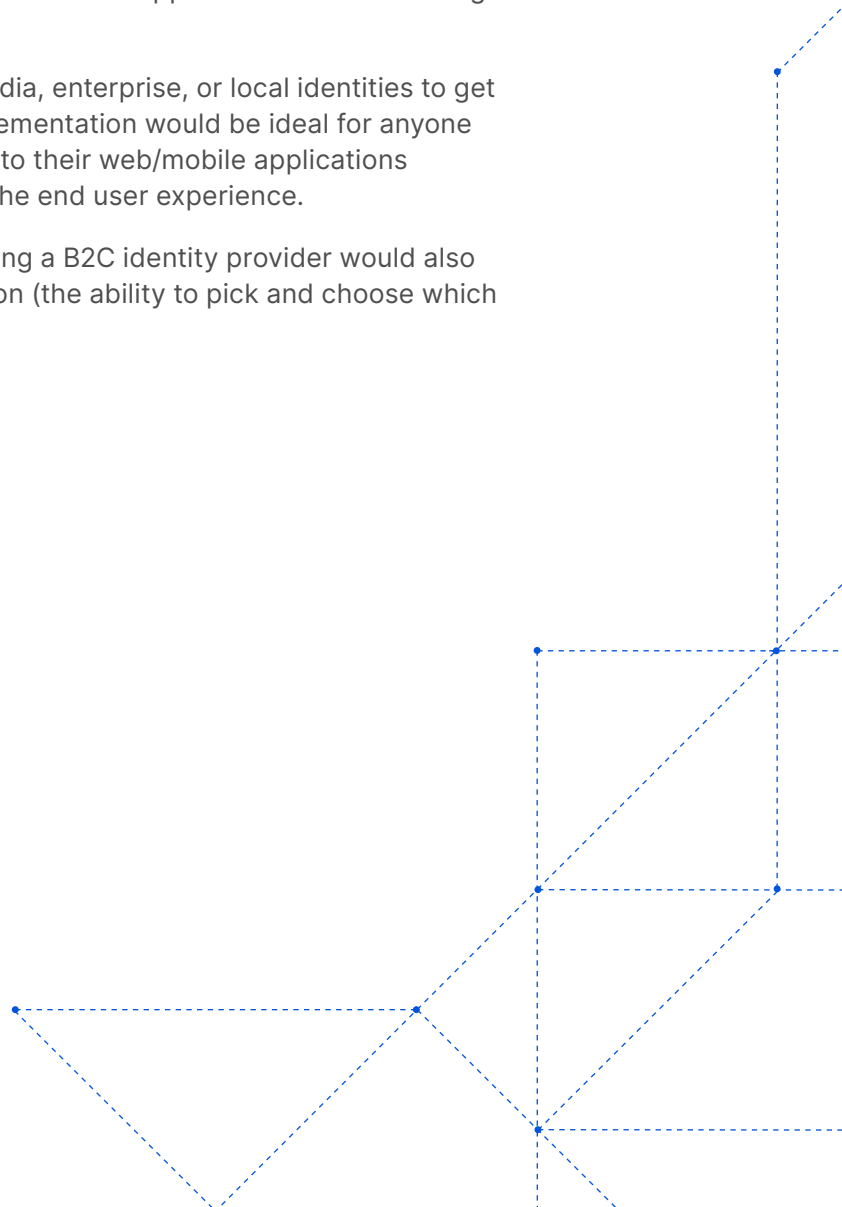 dia, enterprise, or local identities to get
ementation would be ideal for anyone
to their web/mobile applications
he end user experience.
ng a B2C identity provider would also
on (the ability to pick and choose which